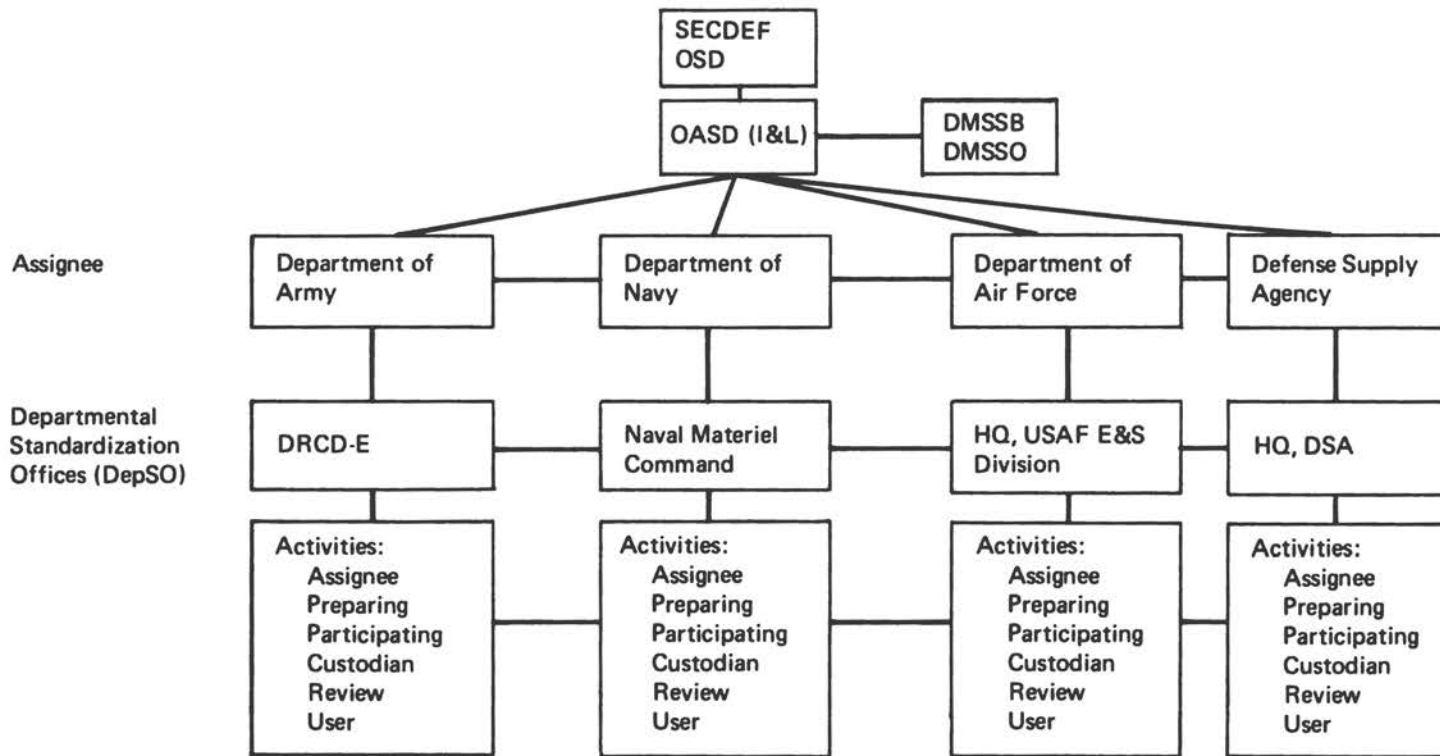 SECDEF
OSD
OASD (I&L)
DMSSB
DMSSO
Assignee
Department of
Army
Department of
Navy
Department of
Air Force
Defense Supply
Agency
Departmental
Standardization
Offices (DepSO)
DRCD-E
Naval Materiel
Command
HQ, USAF E&S
Division
HQ, DSA
Activities:
Assignee
Preparing
Participating
Custodian
Review
User
Activities:
Assignee
Preparing
Participating
Custodian
Review
User
Activities:
Assignee
Preparing
Participating
Custodian
Review
User
Activities:
Assignee
Preparing
Participating
Custodian
Review
User